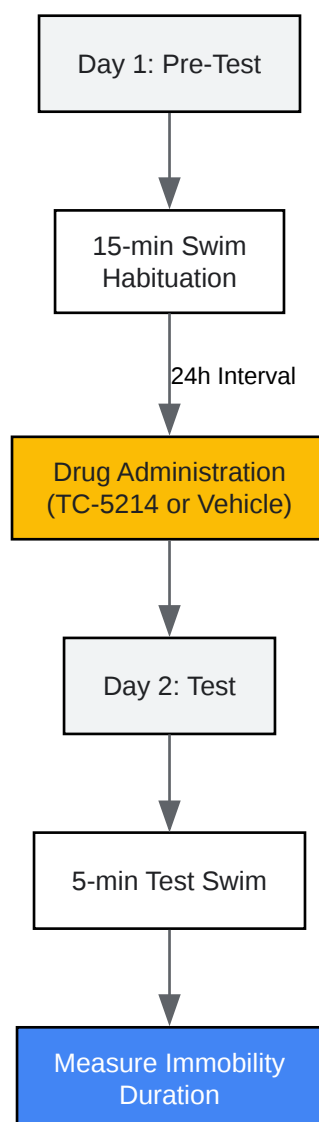 Day 1: Pre-Test
15-min Swim
Habituation
24h Interval
Drug Administration
(TC-5214 or Vehicle)
Day 2: Test
5-min Test Swim
Measure Immobility
Duration